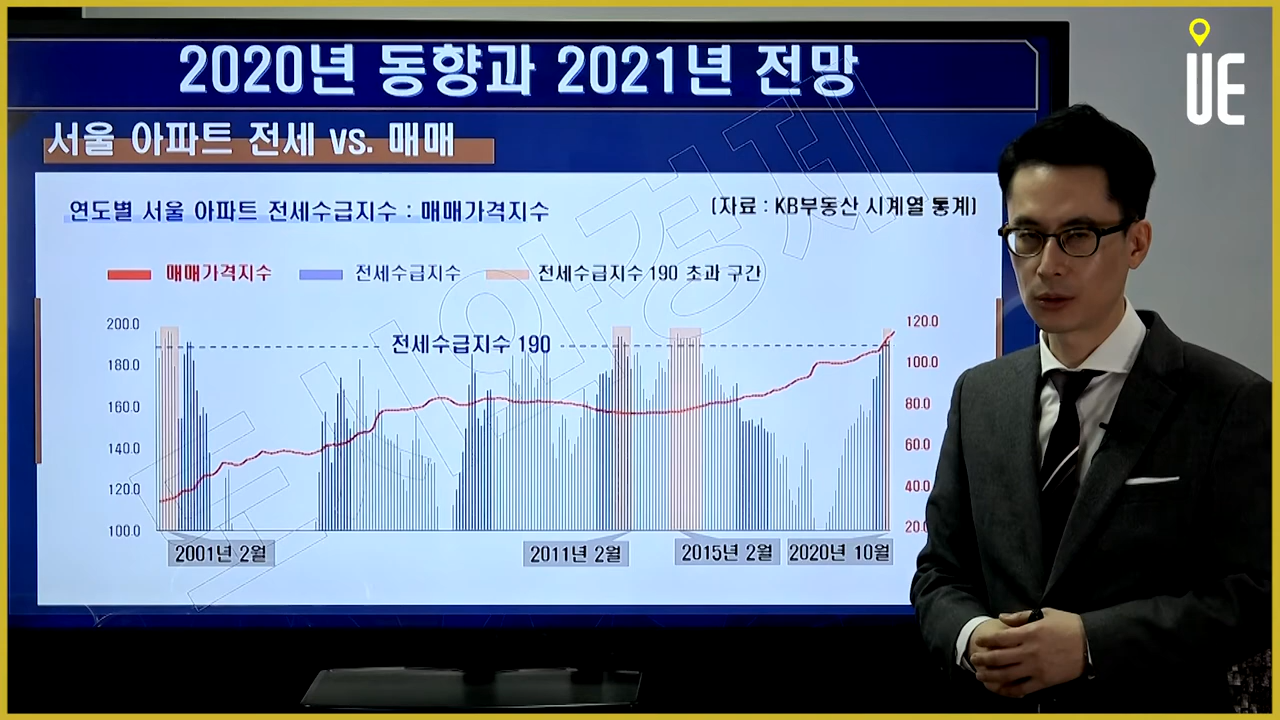 2020년 동향과 2021년 전망
UE
서울 아파트 전세 vs. 매매
연도별 서울 아파트 전세수급지수 : 매매가격지수
(자료 : KB부동산 시계열 통계)
매매가격지수 전세수급지수 전세수급지수 190 초과 구간
전세수급지수 190
200.0
180.0
160.0
140.0
120.0
100.0
120.0
100.0
80.0
60.0
40.0
20
2001년 2월 2011년 2월 2015년 2월 2020년 10월